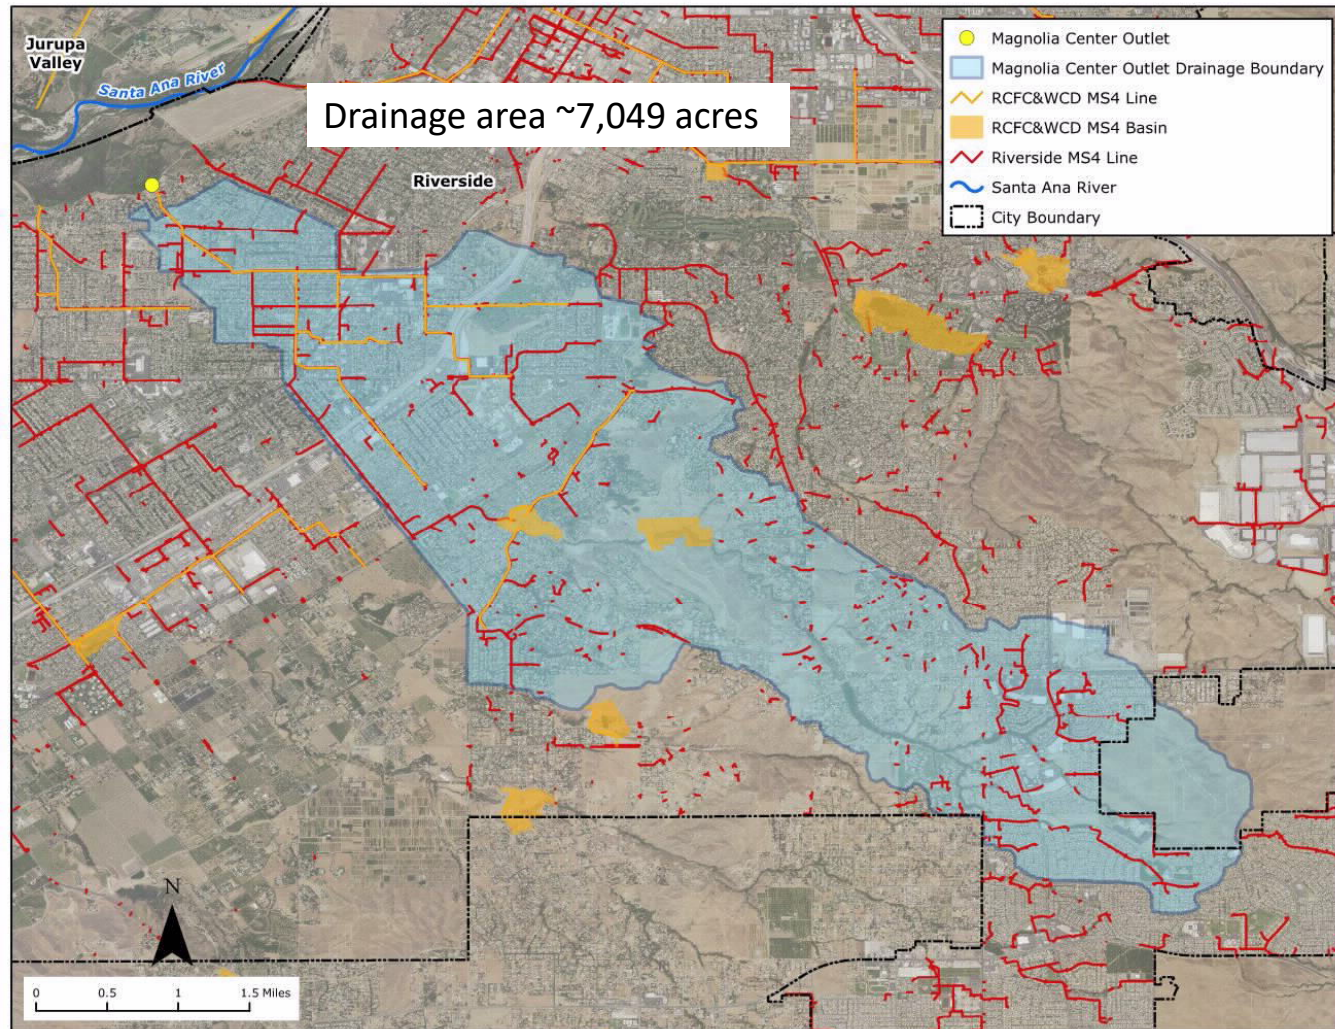 Jurupa
Valley
Santa Ana River
Drainage area ~7,049 acres
Riverside
Magnolia Center Outlet
Magnolia Center Outlet Drainage Boundary
RCFC&WCD MS4 Line
RCFC&WCD MS4 Basin
Riverside MS4 Line
Santa Ana River
City Boundary
N
0 0.5 1 1.5 Miles